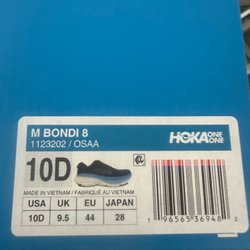 M BONDI 8
1123202 / OSAA
HOKA ONE ONE
10D
MADE IN VIETNAM / FABRIQUÉ AU VIETNAM
USA UK EU JAPAN
10D 9.5 44 28
1 96565 36948 2